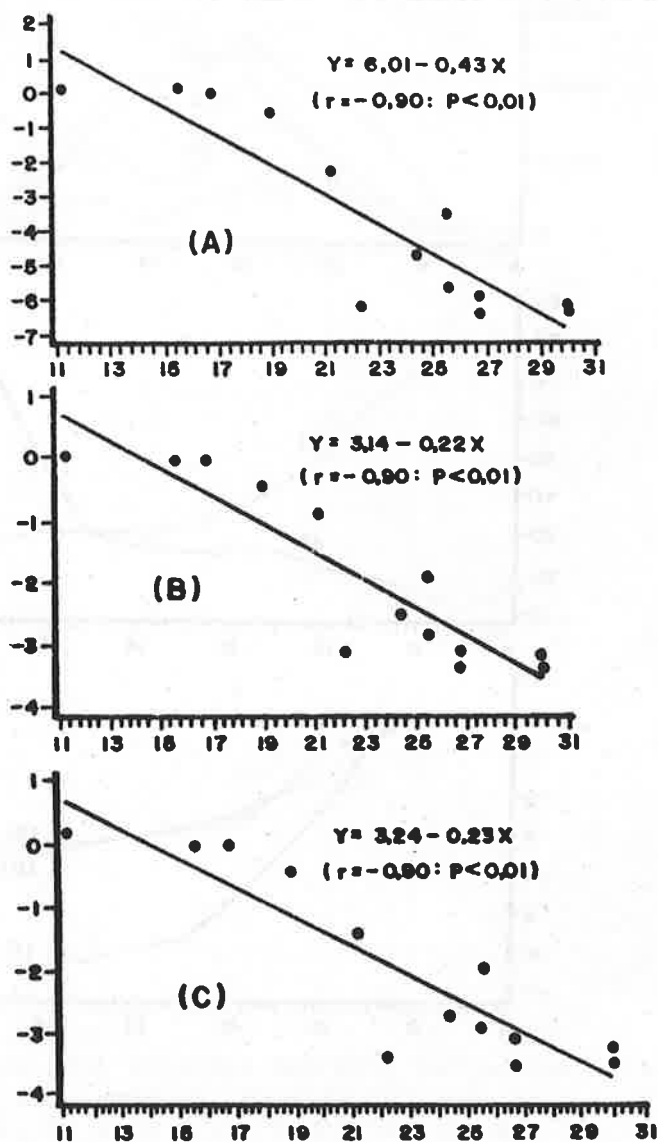 2
1
0
-1
-2
-3
-4
-5
-6
-7
Y= 6,01-0,43X
(r=-0,90: P<0,01)
(A)
11 13 15 17 19 21 23 25 27 29 31
1
0
-1
-2
-3
-4
Y= 3,14-0,22X
(r=-0,90: P<0,01)
(B)
11 13 15 17 19 21 23 25 27 29 31
1
0
-1
-2
-3
-4
Y= 3,24-0,23X
(r=-0,90: P<0,01)
(C)
11 13 15 17 19 21 23 25 27 29 31